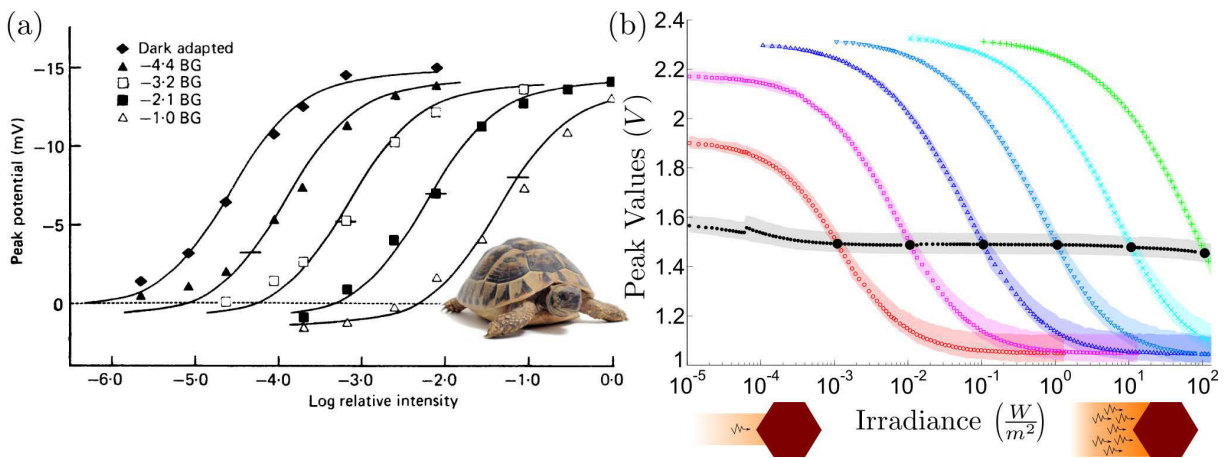 (a)
Peak potential (mV)
−15
−10
−5
0
Dark adapted
−4·4 BG
−3·2 BG
−2·1 BG
−1·0 BG
−6·0 −5·0 −4·0 −3·0 −2·0 −1·0 0·0
Log relative intensity
(b)
Peak Values (V)
2.4
2.2
2
1.8
1.6
1.4
1.2
1
10^-5 10^-4 10^-3 10^-2 10^-1 10^0 10^1 10^2
Irradiance (W/m^2)